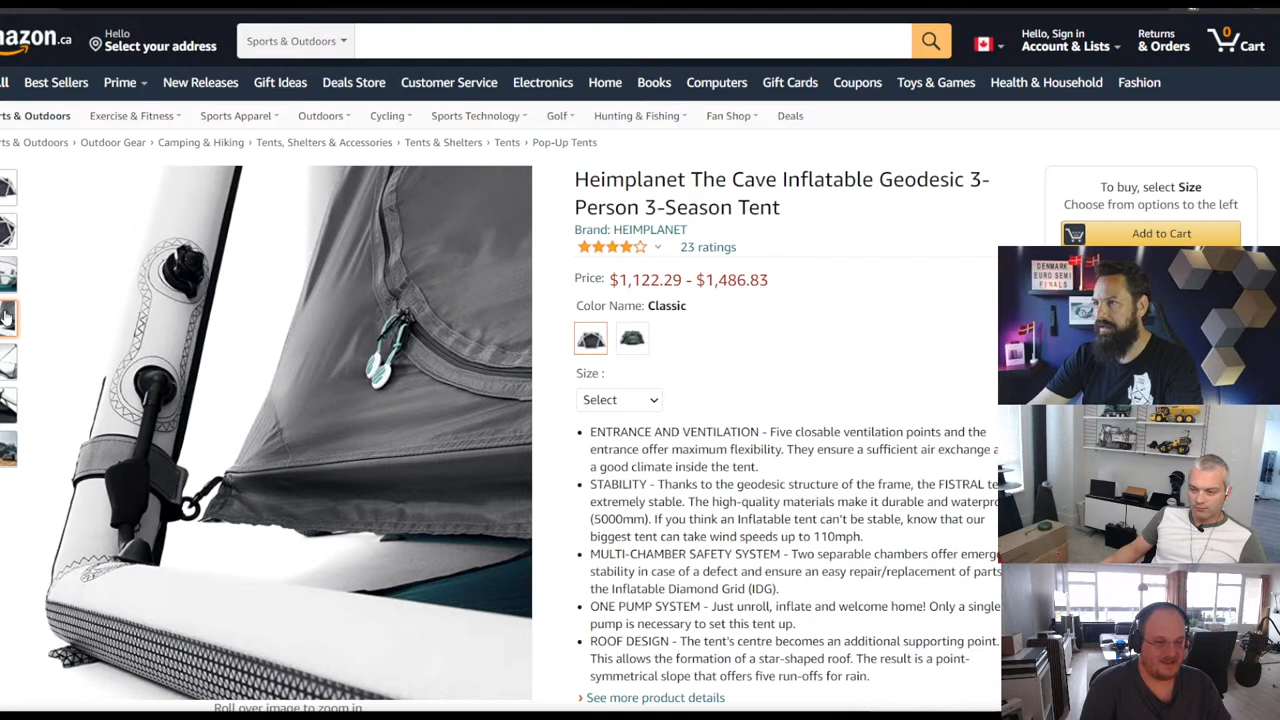 mazon.ca
Hello
Select your address
Sports & Outdoors
Hello, Sign in
Account & Lists
Returns
& Orders
0
Cart
All
Best Sellers
Prime
New Releases
Gift Ideas
Deals Store
Customer Service
Electronics
Home
Books
Computers
Gift Cards
Coupons
Toys & Games
Health & Household
Fashion
rts & Outdoors
Exercise & Fitness
Sports Apparel
Outdoors
Cycling
Sports Technology
Golf
Hunting & Fishing
Fan Shop
Deals
rts & Outdoors › Outdoor Gear › Camping & Hiking › Tents, Shelters & Accessories › Tents & Shelters › Tents › Pop-Up Tents
Heimplanet The Cave Inflatable Geodesic 3-
Person 3-Season Tent
Brand: HEIMPLANET
23 ratings
Price: $1,122.29 - $1,486.83
Color Name: Classic
Size :
Select
• ENTRANCE AND VENTILATION - Five closable ventilation points and the
entrance offer maximum flexibility. They ensure a sufficient air exchange a
a good climate inside the tent.
• STABILITY - Thanks to the geodesic structure of the frame, the FISTRAL te
extremely stable. The high-quality materials make it durable and waterpro
(5000mm). If you think an Inflatable tent can't be stable, know that our
biggest tent can take wind speeds up to 110mph.
• MULTI-CHAMBER SAFETY SYSTEM - Two separable chambers offer emerge
stability in case of a defect and ensure an easy repair/replacement of parts
the Inflatable Diamond Grid (IDG).
• ONE PUMP SYSTEM - Just unroll, inflate and welcome home! Only a single
pump is necessary to set this tent up.
• ROOF DESIGN - The tent's centre becomes an additional supporting point.
This allows the formation of a star-shaped roof. The result is a point-
symmetrical slope that offers five run-offs for rain.
› See more product details
Roll over image to zoom in
To buy, select Size
Choose from options to the left
Add to Cart
DENMARK
EURO SEMI
FINALS